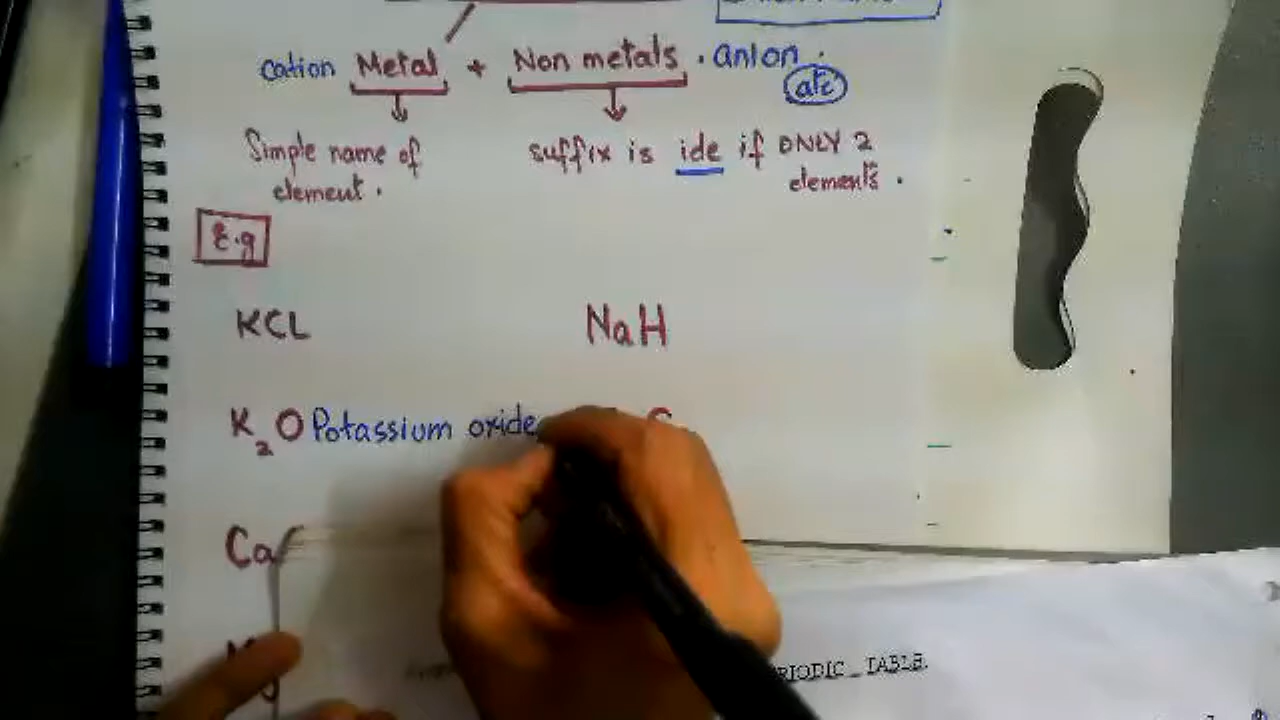 cation Metal + Non metals . anion .
ate
Simple name of
element .
suffix is ide if ONLY 2
elements .
E.g
KCL
NaH
K2O Potassium oxide
Ca
TABLE.